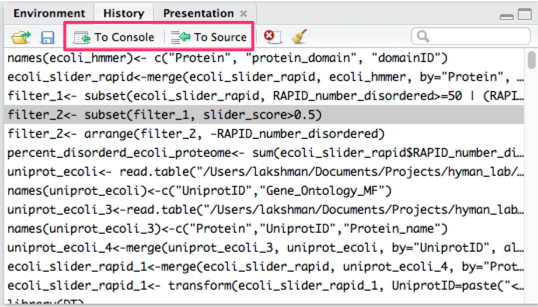 Environment History Presentation ×
To Console To Source
names(ecoli_hmmer)<- c("Protein", "protein_domain", "domainID")
ecoli_slider_rapid<-merge(ecoli_slider_rapid, ecoli_hmmer, by="Protein", …
filter_1<- subset(ecoli_slider_rapid, RAPID_number_disordered>=50 | (RAPI…
filter_2<- subset(filter_1, slider_score>0.5)
filter_2<- arrange(filter_2, -RAPID_number_disordered)
percent_disorderd_ecoli_proteome<- sum(ecoli_slider_rapid$RAPID_number_di…
uniprot_ecoli<- read.table("/Users/lakshman/Documents/Projects/hyman_lab/…
names(uniprot_ecoli)<-c("UniprotID","Gene_Ontology_MF")
uniprot_ecoli_3<-read.table("/Users/lakshman/Documents/Projects/hyman_lab…
names(uniprot_ecoli_3)<-c("Protein","UniprotID","Protein_name")
uniprot_ecoli_4<-merge(uniprot_ecoli_3, uniprot_ecoli, by="UniprotID", al…
ecoli_slider_rapid_1<-merge(ecoli_slider_rapid, uniprot_ecoli_4, by="Prot…
ecoli_slider_rapid_1<- transform(ecoli_slider_rapid_1, UniprotID=paste("<…
library(DT)